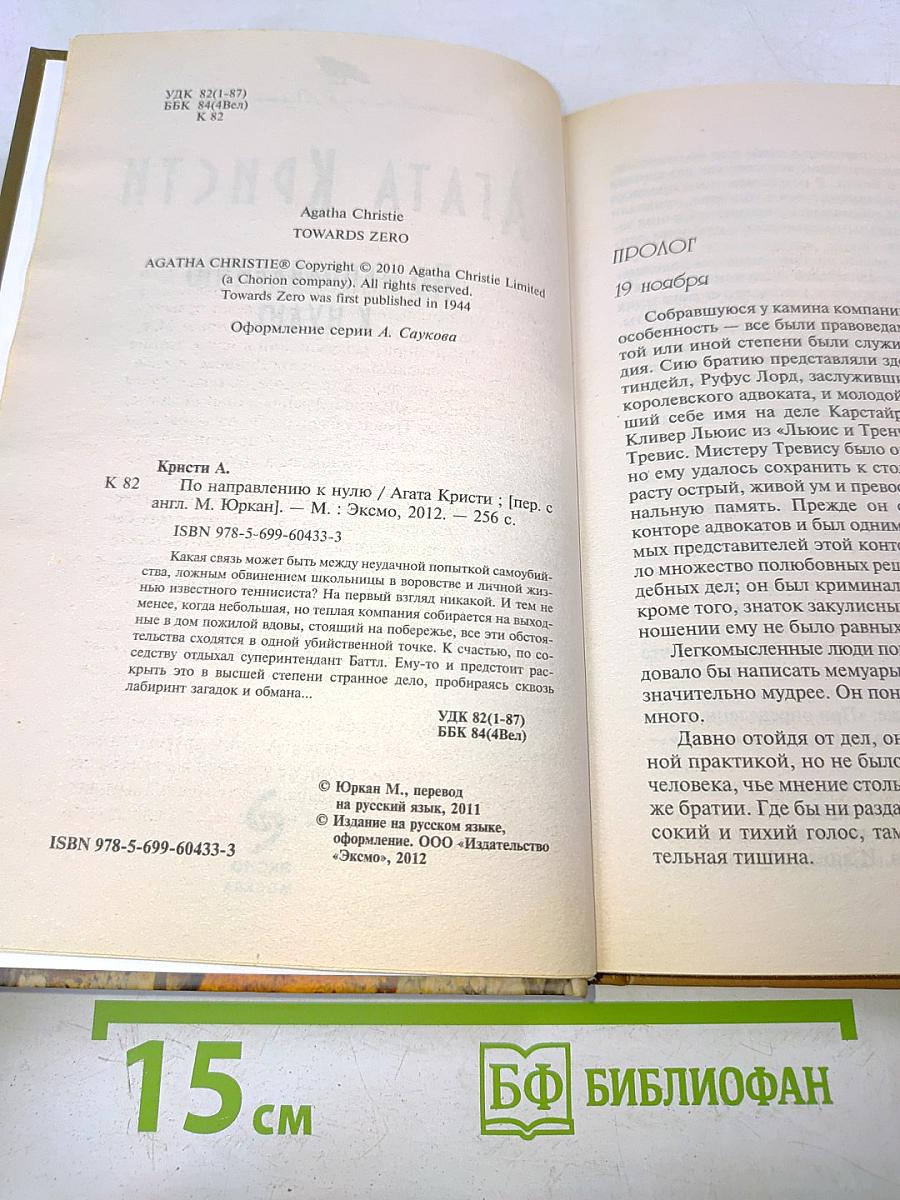 УДК 82(1-87)
ББК 84(4Вел)
К 82
Agatha Christie
TOWARDS ZERO
AGATHA CHRISTIE® Copyright © 2010 Agatha Christie Limited
(a Chorion company). All rights reserved.
Towards Zero was first published in 1944
Оформление серии А. Саукова
Кристи А.
К 82 По направлению к нулю / Агата Кристи ; [пер. с
англ. М. Юркан]. — М. : Эксмо, 2012. — 256 с.
ISBN 978-5-699-60433-3
Какая связь может быть между неудачной попыткой самоубий-
ства, ложным обвинением школьницы в воровстве и личной жиз-
нью известного теннисиста? На первый взгляд никакой. И тем не
менее, когда небольшая, но теплая компания собирается на выход-
ные в дом пожилой вдовы, стоящий на побережье, все эти обстоя-
тельства сходятся в одной убийственной точке. К счастью, по со-
седству отдыхал суперинтендант Баттл. Ему-то и предстоит рас-
крыть это в высшей степени странное дело, пробираясь сквозь
лабиринт загадок и обмана...
УДК 82(1-87)
ББК 84(4Вел)
© Юркан М., перевод
на русский язык, 2011
© Издание на русском языке,
оформление. ООО «Издательство
«Эксмо», 2012
ISBN 978-5-699-60433-3
ПРОЛОГ
19 ноября
Собравшуюся у камина компани
особенность — все были правоведа
той или иной степени были служи
дия. Сию братию представляли зде
тиндейл, Руфус Лорд, заслуживш
королевского адвоката, и молодой
ший себе имя на деле Карстайр
Кливер Льюис из «Льюис и Трен
Тревис. Мистеру Тревису было о
но ему удалось сохранить к стол
расту острый, живой ум и превос
нальную память. Прежде он с
конторе адвокатов и был одним
мых представителей этой конт
ло множество полюбовных реш
дебных дел; он был криминал
кроме того, знаток закулисны
ношении ему не было равных
Легкомысленные люди по
довало бы написать мемуары
значительно мудрее. Он пон
много.
Давно отойдя от дел, он
ной практикой, но не было
человека, чье мнение столь
же братии. Где бы ни разда
сокий и тихий голос, там
тельная тишина.
15 см
БФ БИБЛИОФАН